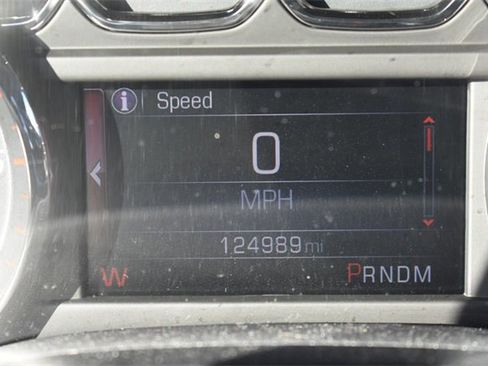 i Speed
0
MPH
124989 mi
W PRNDM